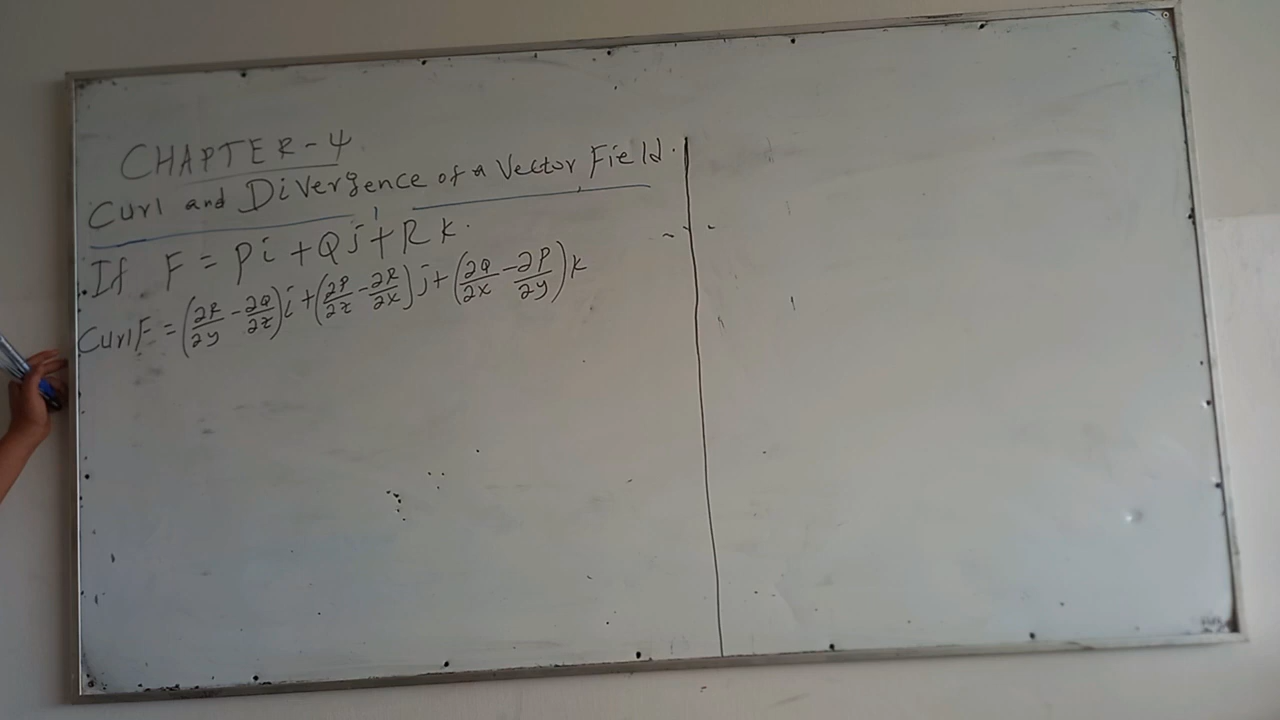 CHAPTER-4
Curl and Divergence of a Vector Field.
If F = Pi + Qj + Rk.
Curl F = (∂R/∂y - ∂Q/∂z)i + (∂P/∂z - ∂R/∂x)j + (∂Q/∂x - ∂P/∂y)k